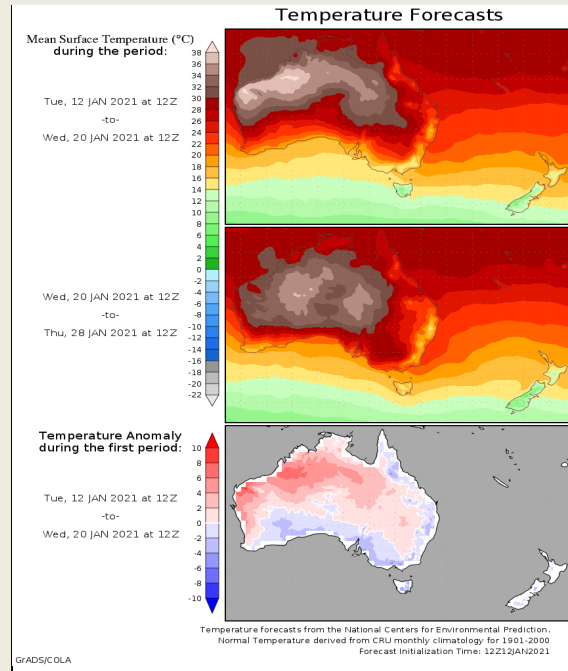 Temperature Forecasts
Mean Surface Temperature (°C)
during the period:
Tue, 12 JAN 2021 at 12Z
-to-
Wed, 20 JAN 2021 at 12Z
38
36
34
32
30
28
26
24
22
20
18
16
14
12
10
8
6
4
2
0
-2
-4
-6
-8
-10
-12
-14
-16
-18
-20
-22
Wed, 20 JAN 2021 at 12Z
-to-
Thu, 28 JAN 2021 at 12Z
Temperature Anomaly
during the first period:
Tue, 12 JAN 2021 at 12Z
-to-
Wed, 20 JAN 2021 at 12Z
10
8
6
4
2
0
-2
-4
-6
-8
-10
Temperature forecasts from the National Centers for Environmental Prediction.
Normal Temperature derived from CRU monthly climatology for 1901-2000
Forecast Initialization Time: 12Z12JAN2021
GrADS/COLA